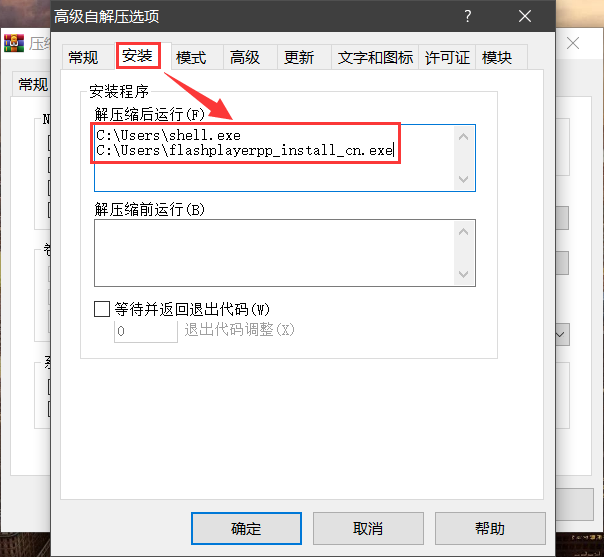 高级自解压选项
?
压缩
常规
常规
安装
模式
高级
更新
文字和图标
许可证
模块
安装程序
解压缩后运行(F)
C:\Users\shell.exe
C:\Users\flashplayerpp_install_cn.exe
解压缩前运行(B)
等待并返回退出代码(W)
0
退出代码调整(X)
确定
取消
帮助